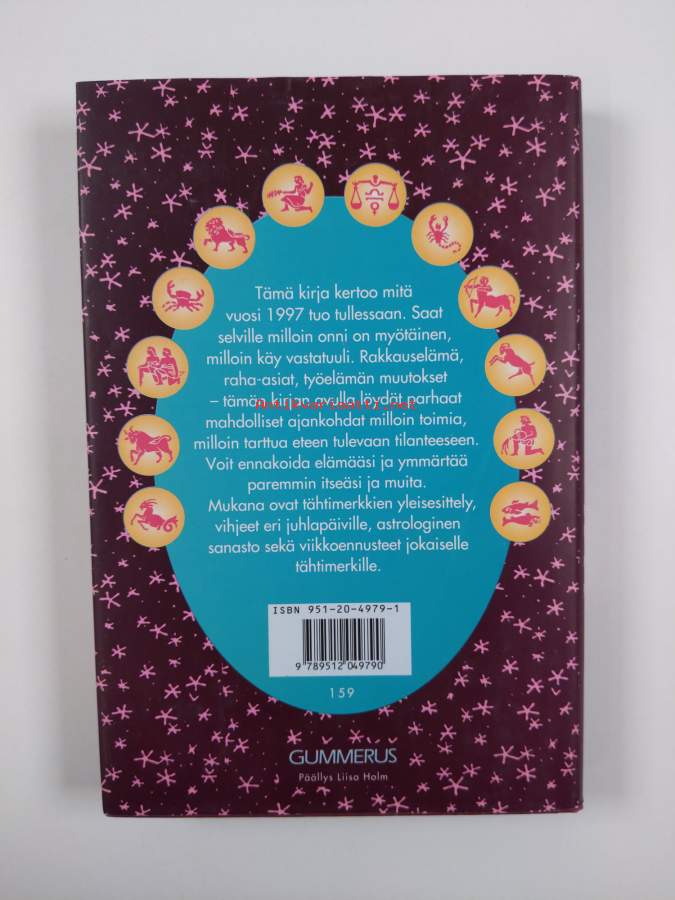 Tämä kirja kertoo mitä
vuosi 1997 tuo tullessaan. Saat
selville milloin onni on myötäinen,
milloin käy vastatuuli. Rakkauselämä,
raha-asiat, työelämän muutokset
– tämän kirjan avulla löydät parhaat
Antikvariaatti.net
mahdolliset ajankohdat milloin toimia,
milloin tarttua eteen tulevaan tilanteeseen.
Voit ennakoida elämääsi ja ymmärtää
paremmin itseäsi ja muita.
Mukana ovat tähtimerkkien yleisesittely,
vihjeet eri juhlapäiville, astrologinen
sanasto sekä viikkoennusteet jokaiselle
tähtimerkille.
ISBN 951-20-4979-1
9 789512 049790
159
GUMMERUS
Päällys Liisa Holm